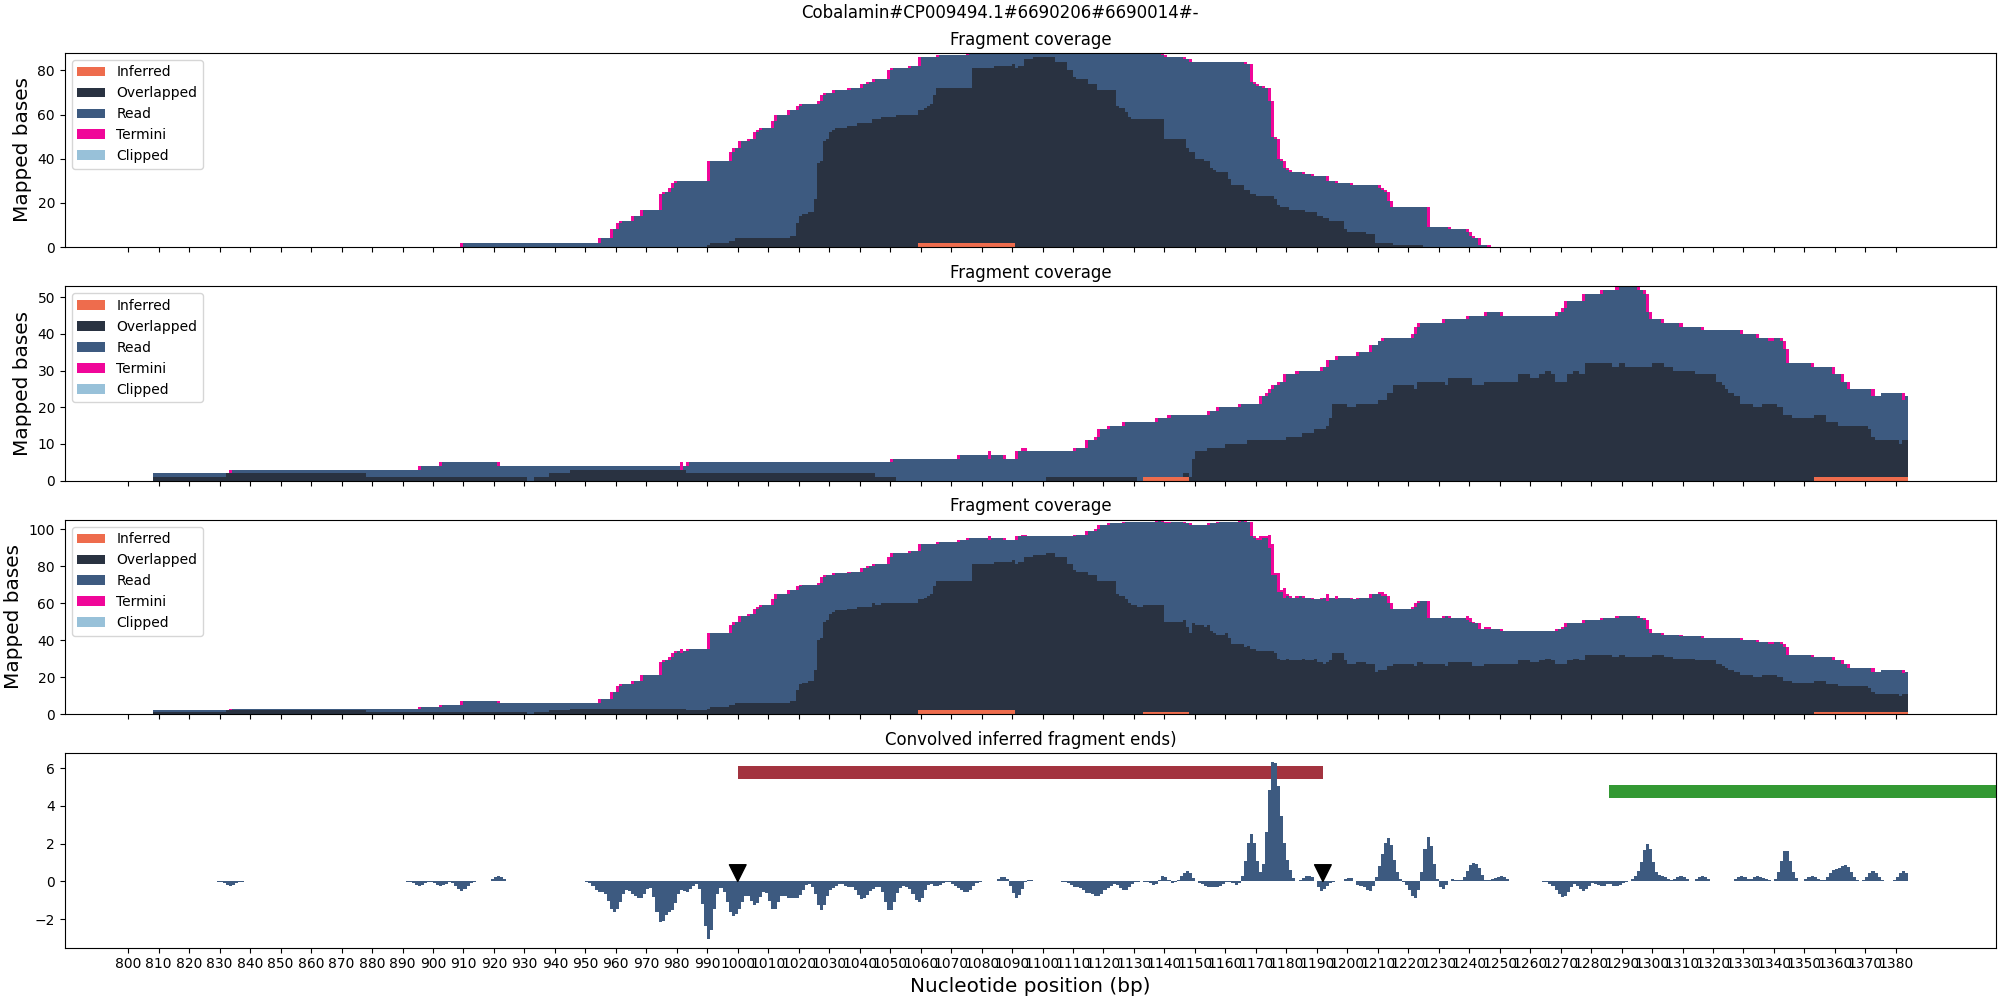 Cobalamin#CP009494.1#6690206#6690014#-
Fragment coverage
Mapped bases
80
60
40
20
0
Inferred
Overlapped
Read
Termini
Clipped
Fragment coverage
Mapped bases
50
40
30
20
10
0
Inferred
Overlapped
Read
Termini
Clipped
Fragment coverage
Mapped bases
100
80
60
40
20
0
Inferred
Overlapped
Read
Termini
Clipped
Convolved inferred fragment ends)
6
4
2
0
−2
800 810 820 830 840 850 860 870 880 890 900 910 920 930 940 950 960 970 980 990 1000 1010 1020 1030 1040 1050 1060 1070 1080 1090 1100 1110 1120 1130 1140 1150 1160 1170 1180 1190 1200 1210 1220 1230 1240 1250 1260 1270 1280 1290 1300 1310 1320 1330 1340 1350 1360 1370 1380
Nucleotide position (bp)